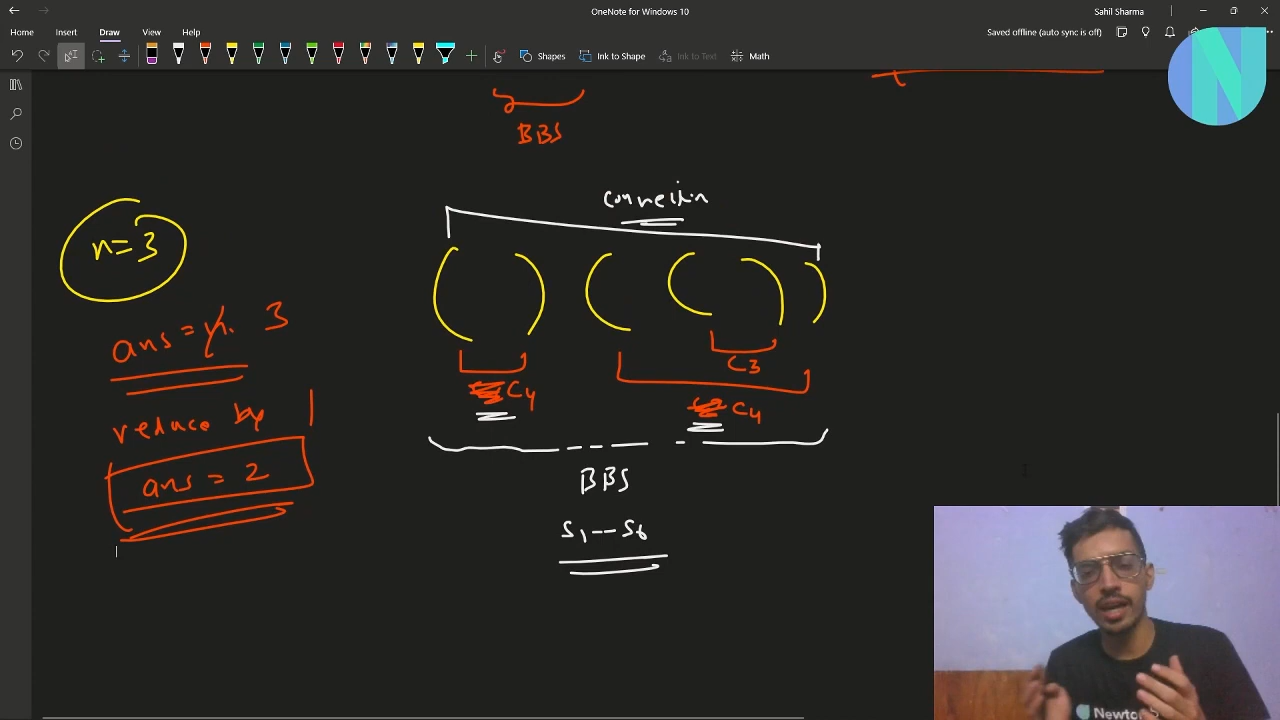 OneNote for Windows 10
Sahil Sharma
Home Insert Draw View Help
Saved offline (auto sync is off)
Shapes Ink to Shape Ink to Text Math
BBS
n=3
connection
( ) ( ( ) )
ans = 3
C3
C4
C4
reduce by 1
ans = 2
BBS
S1--S6
Newton